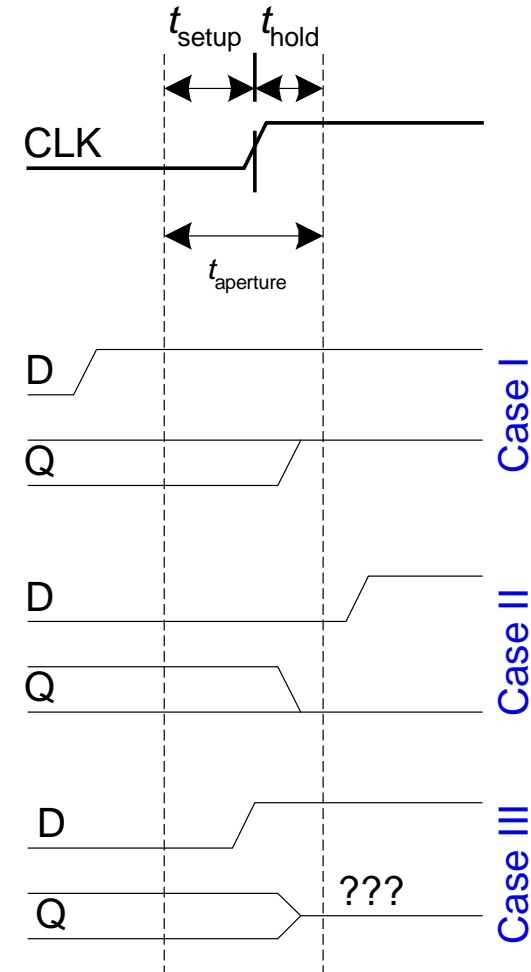 tsetup thold
CLK
taperture
D
Q
Case I
D
Q
Case II
D
Q
???
Case III